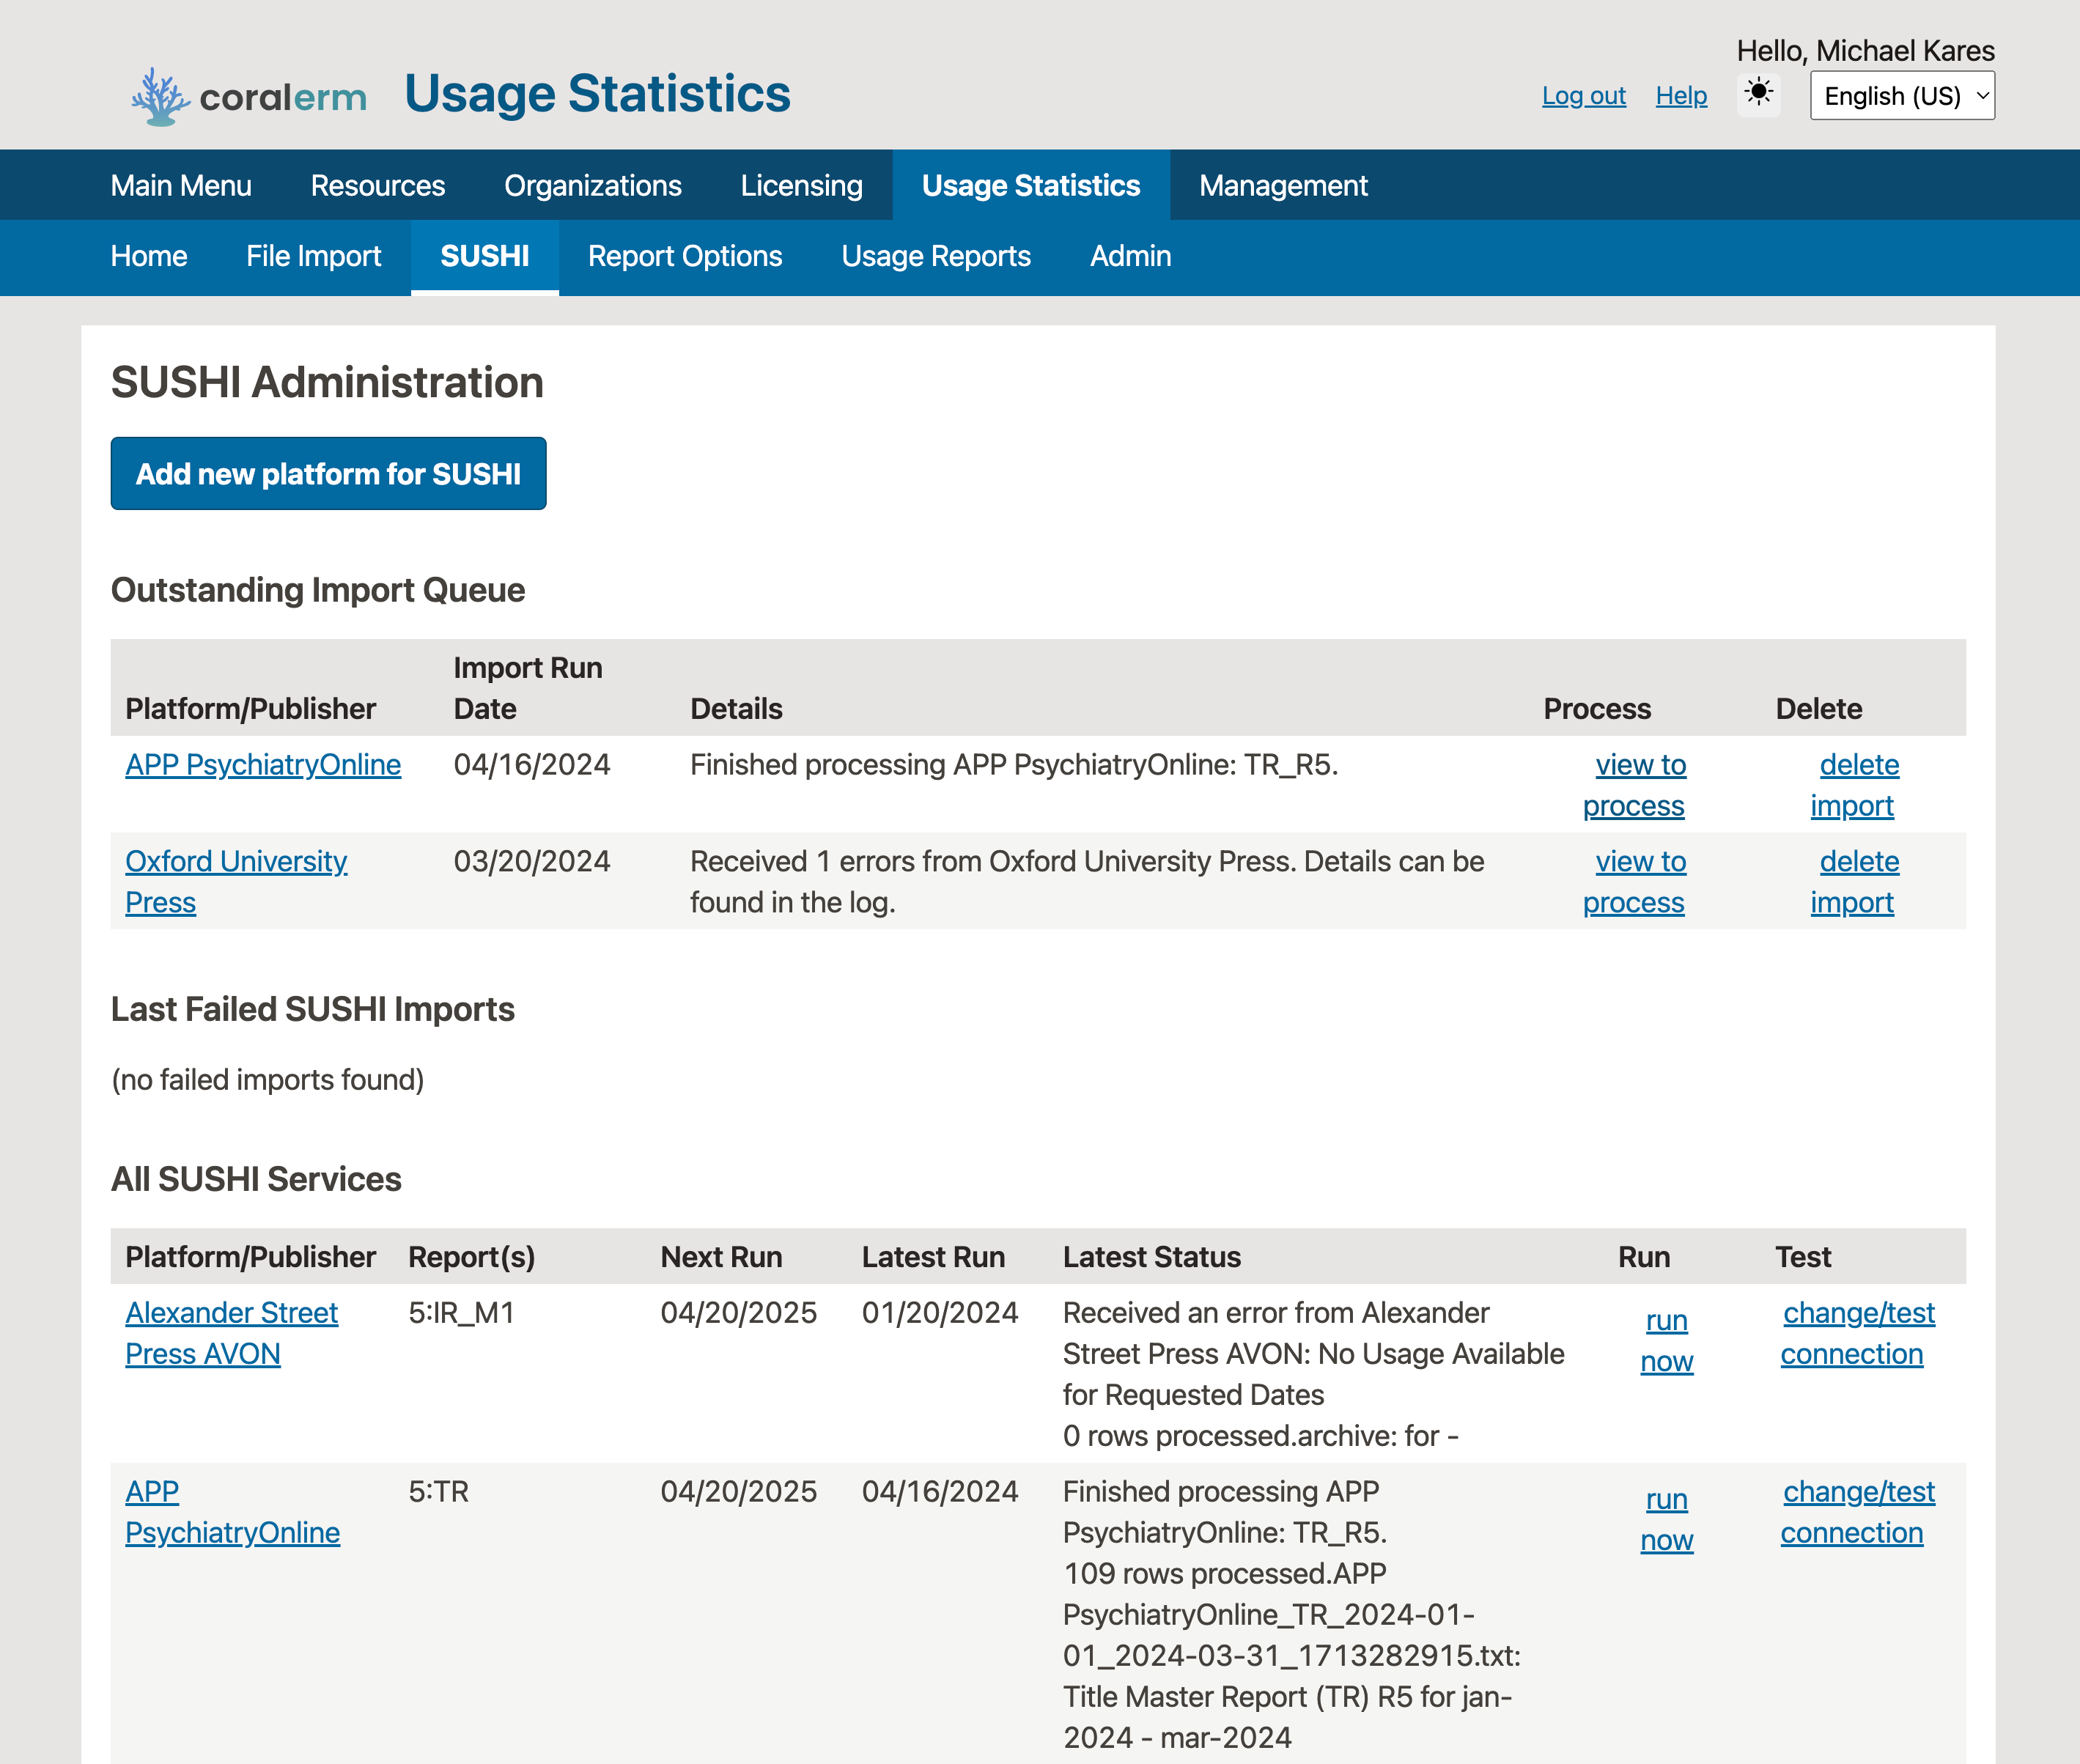 Hello, Michael Kares
coralerm
Usage Statistics
Log out
Help
English (US)
Main Menu
Resources
Organizations
Licensing
Usage Statistics
Management
Home
File Import
SUSHI
Report Options
Usage Reports
Admin
SUSHI Administration
Add new platform for SUSHI
Outstanding Import Queue
Platform/Publisher
Import Run
Date
Details
Process
Delete
APP PsychiatryOnline
04/16/2024
Finished processing APP PsychiatryOnline: TR_R5.
view to
process
delete
import
Oxford University
Press
03/20/2024
Received 1 errors from Oxford University Press. Details can be
found in the log.
view to
process
delete
import
Last Failed SUSHI Imports
(no failed imports found)
All SUSHI Services
Platform/Publisher
Report(s)
Next Run
Latest Run
Latest Status
Run
Test
Alexander Street
Press AVON
5:IR_M1
04/20/2025
01/20/2024
Received an error from Alexander
Street Press AVON: No Usage Available
for Requested Dates
0 rows processed.archive: for -
run
now
change/test
connection
APP
PsychiatryOnline
5:TR
04/20/2025
04/16/2024
Finished processing APP
PsychiatryOnline: TR_R5.
109 rows processed.APP
PsychiatryOnline_TR_2024-01-
01_2024-03-31_1713282915.txt:
Title Master Report (TR) R5 for jan-
2024 - mar-2024
run
now
change/test
connection